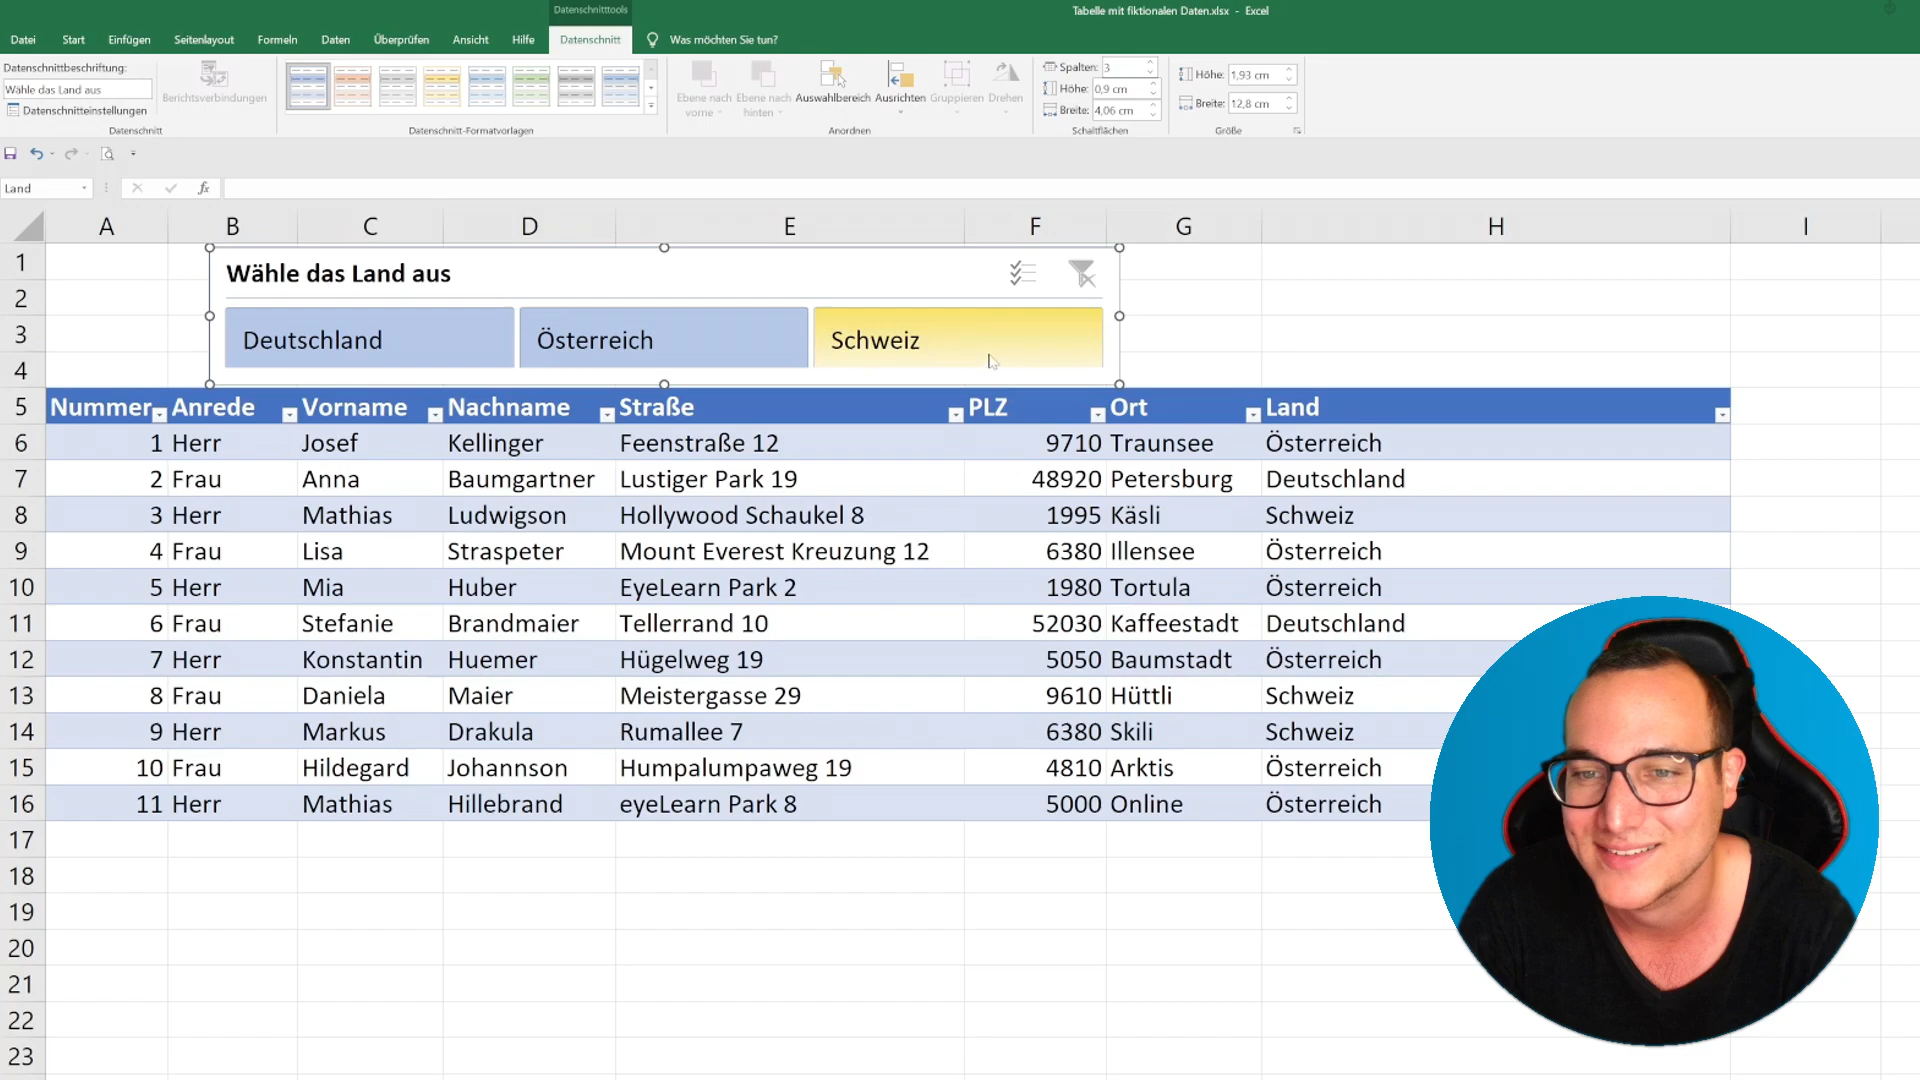 Datenschnitttools
Tabelle mit fiktionalen Daten.xlsx - Excel
Datei Start Einfügen Seitenlayout Formeln Daten Überprüfen Ansicht Hilfe Datenschnitt Was möchten Sie tun?
Datenschnittbeschriftung:
Wähle das Land aus
Datenschnitteinstellungen
Datenschnitt
Berichtsverbindungen
Datenschnitt-Formatvorlagen
Ebene nach vorne
Ebene nach hinten
Auswahlbereich
Ausrichten
Gruppieren
Drehen
Anordnen
Spalten: 3
Höhe: 0,9 cm
Breite: 4,06 cm
Schaltflächen
Höhe: 1,93 cm
Breite: 12,8 cm
Größe
Land
fx
A B C D E F G H I
1 Wähle das Land aus
2
3 Deutschland Österreich Schweiz
4
5 Nummer Anrede Vorname Nachname Straße PLZ Ort Land
6 1 Herr Josef Kellinger Feenstraße 12 9710 Traunsee Österreich
7 2 Frau Anna Baumgartner Lustiger Park 19 48920 Petersburg Deutschland
8 3 Herr Mathias Ludwigson Hollywood Schaukel 8 1995 Käsli Schweiz
9 4 Frau Lisa Straspeter Mount Everest Kreuzung 12 6380 Illensee Österreich
10 5 Herr Mia Huber EyeLearn Park 2 1980 Tortula Österreich
11 6 Frau Stefanie Brandmaier Tellerrand 10 52030 Kaffeestadt Deutschland
12 7 Herr Konstantin Huemer Hügelweg 19 5050 Baumstadt Österreich
13 8 Frau Daniela Maier Meistergasse 29 9610 Hüttli Schweiz
14 9 Herr Markus Drakula Rumallee 7 6380 Skili Schweiz
15 10 Frau Hildegard Johannson Humpalumpaweg 19 4810 Arktis Österreich
16 11 Herr Mathias Hillebrand eyeLearn Park 8 5000 Online Österreich
17
18
19
20
21
22
23